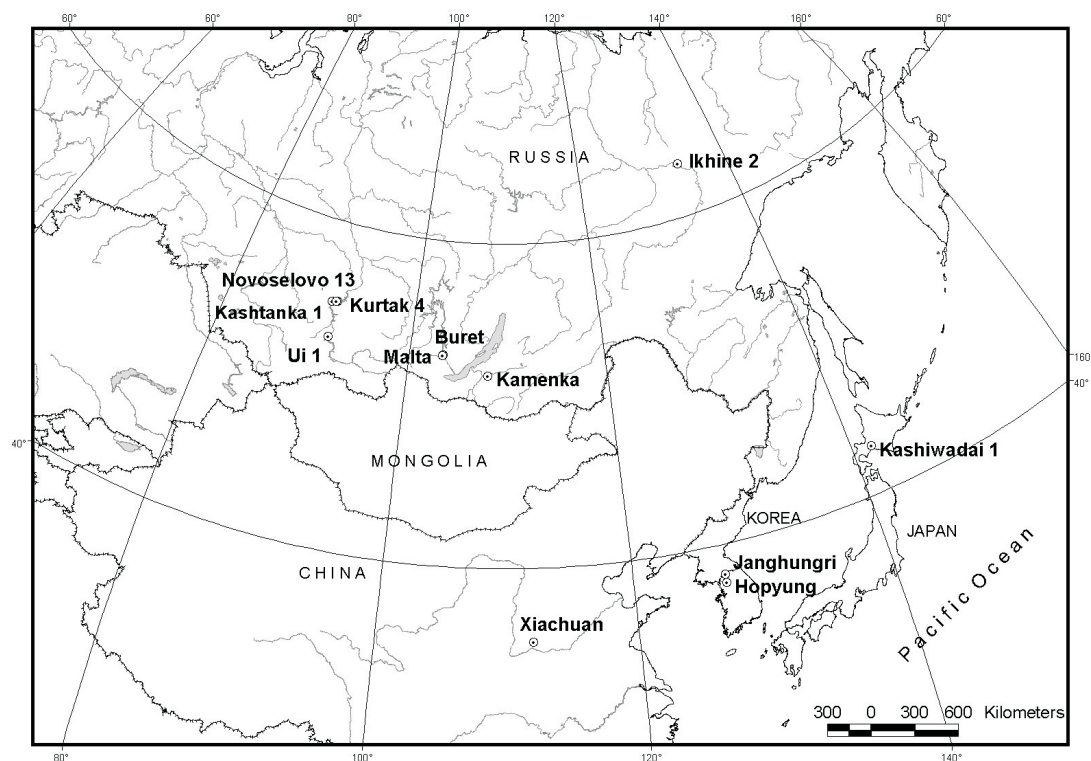 60° 60° 80° 100° 120° 140° 160° 60°
RUSSIA
Ikhine 2
Novoselovo 13
Kashtanka 1
Kurtak 4
Ui 1
Buret
Malta
Kamenka
160
40°
40°
MONGOLIA
Kashiwadai 1
KOREA
JAPAN
CHINA
Janghungri
Hopyung
Pacific Ocean
Xiachuan
300 0 300 600 Kilometers
80° 100° 120° 140°